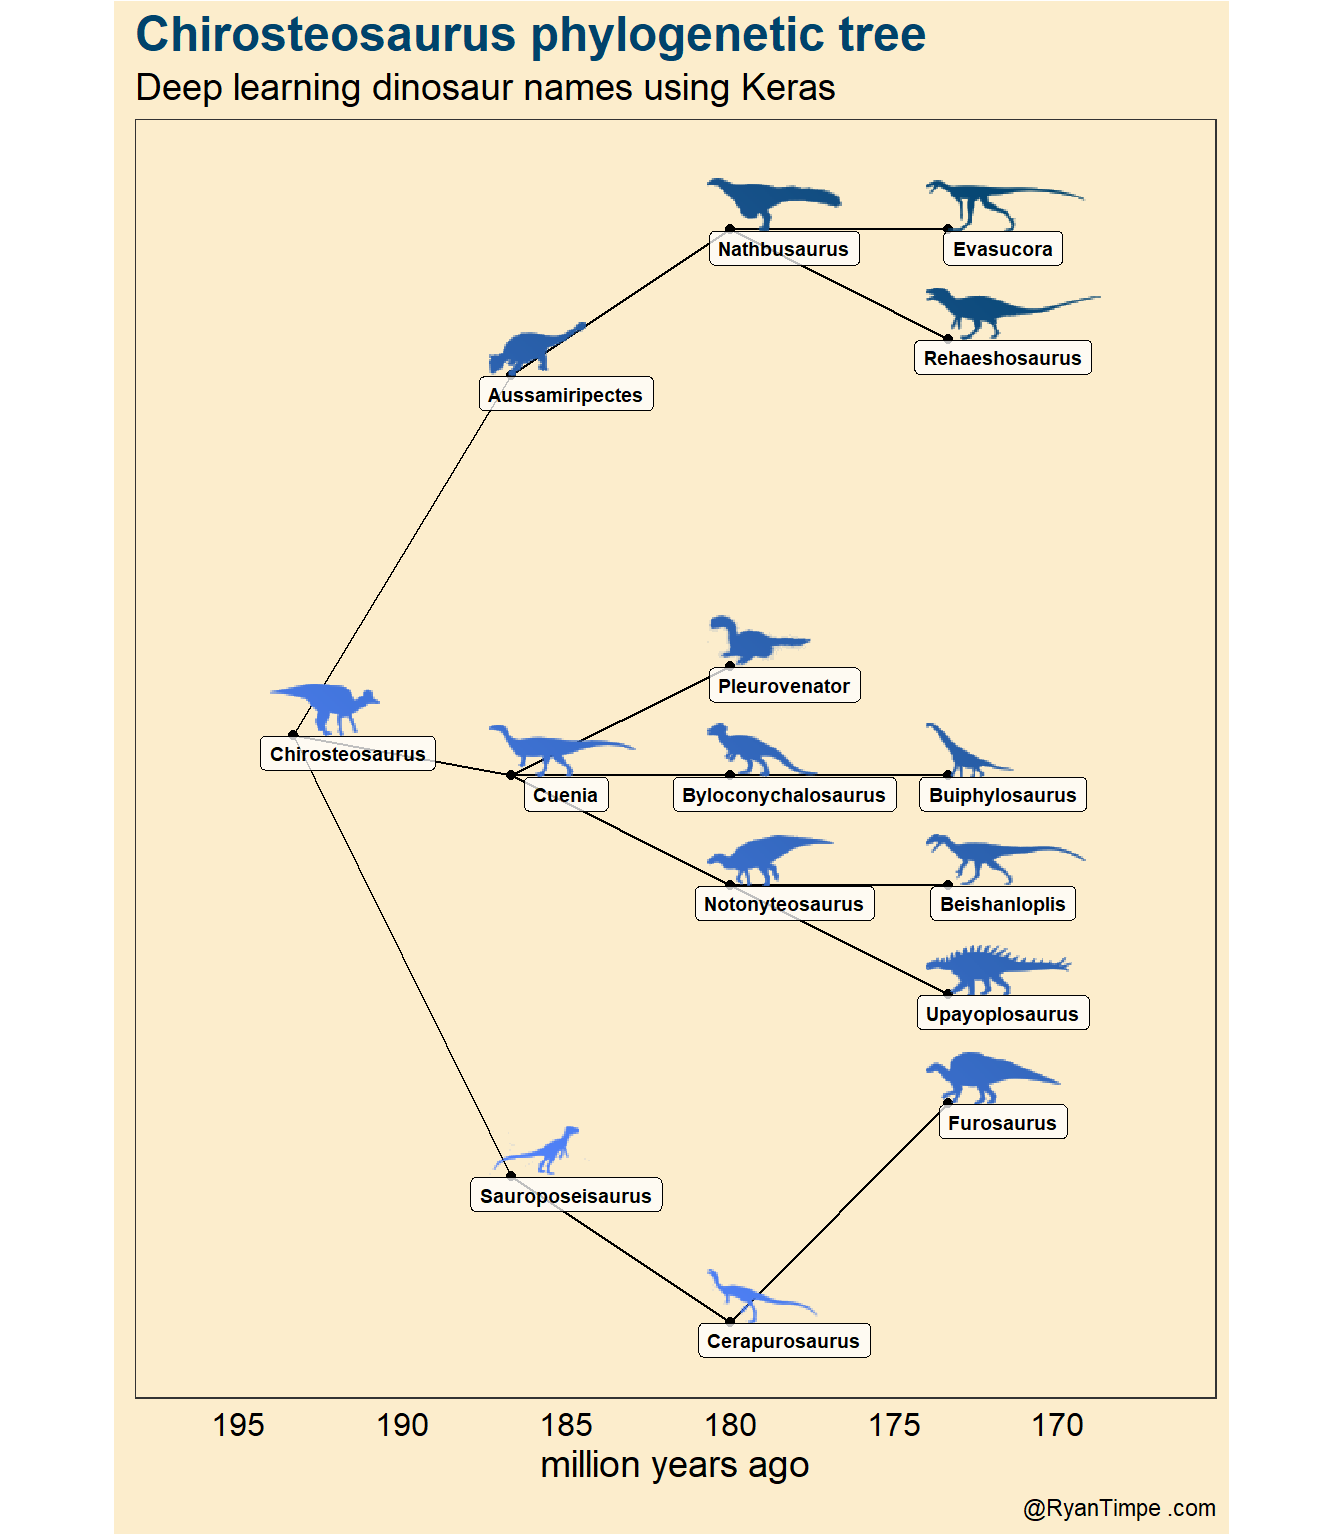 Chirosteosaurus phylogenetic tree
Deep learning dinosaur names using Keras
Nathbusaurus
Evasucora
Rehaeshosaurus
Aussamiripectes
Pleurovenator
Chirosteosaurus
Cuenia
Byloconychalosaurus
Buiphylosaurus
Notonyteosaurus
Beishanloplis
Upayoplosaurus
Furosaurus
Sauroposeisaurus
Cerapurosaurus
195 190 185 180 175 170
million years ago
@RyanTimpe .com